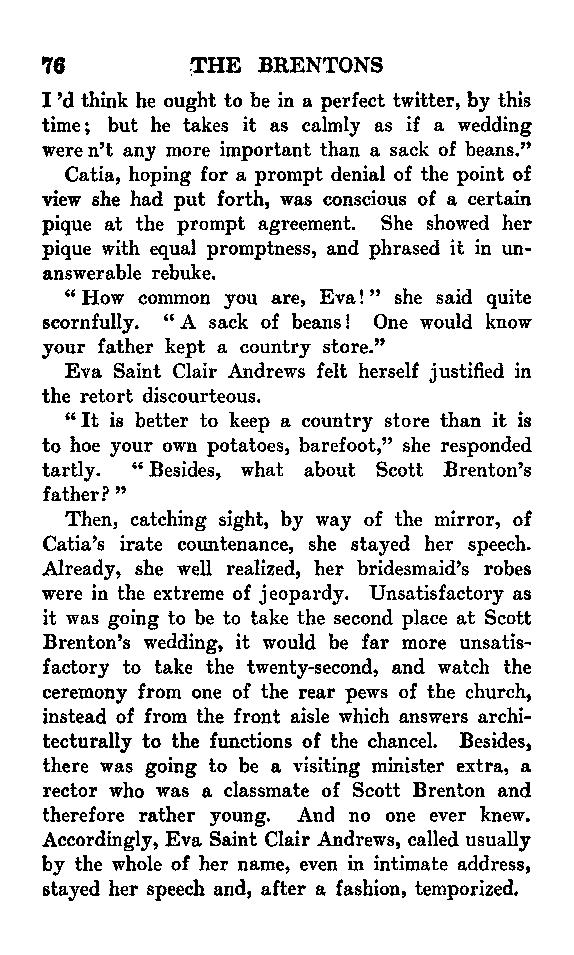 76 THE BRENTONS
I 'd think he ought to be in a perfect twitter, by this
time; but he takes it as calmly as if a wedding
were n't any more important than a sack of beans."
Catia, hoping for a prompt denial of the point of
view she had put forth, was conscious of a certain
pique at the prompt agreement. She showed her
pique with equal promptness, and phrased it in un-
answerable rebuke.
"How common you are, Eva!" she said quite
scornfully. "A sack of beans! One would know
your father kept a country store."
Eva Saint Clair Andrews felt herself justified in
the retort discourteous.
"It is better to keep a country store than it is
to hoe your own potatoes, barefoot," she responded
tartly. "Besides, what about Scott Brenton's
father?"
Then, catching sight, by way of the mirror, of
Catia's irate countenance, she stayed her speech.
Already, she well realized, her bridesmaid's robes
were in the extreme of jeopardy. Unsatisfactory as
it was going to be to take the second place at Scott
Brenton's wedding, it would be far more unsatis-
factory to take the twenty-second, and watch the
ceremony from one of the rear pews of the church,
instead of from the front aisle which answers archi-
tecturally to the functions of the chancel. Besides,
there was going to be a visiting minister extra, a
rector who was a classmate of Scott Brenton and
therefore rather young. And no one ever knew.
Accordingly, Eva Saint Clair Andrews, called usually
by the whole of her name, even in intimate address,
stayed her speech and, after a fashion, temporized.